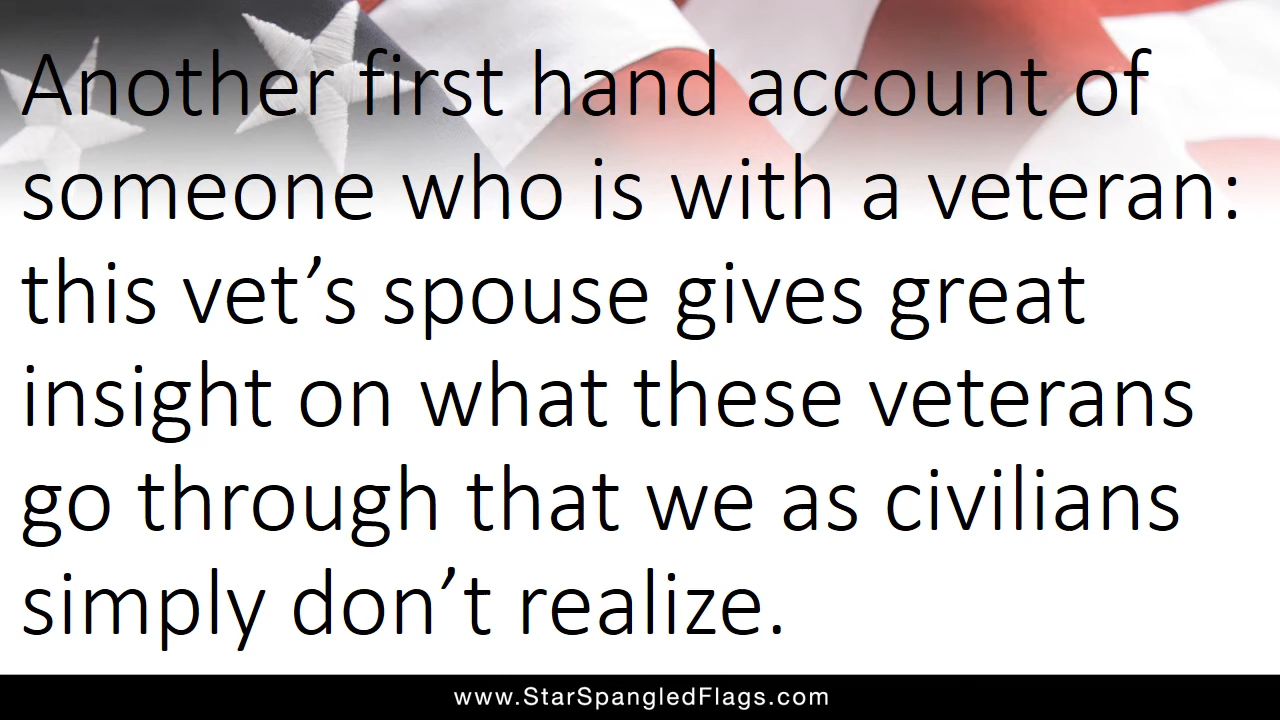 Another first hand account of
someone who is with a veteran:
this vet’s spouse gives great
insight on what these veterans
go through that we as civilians
simply don’t realize.
www.StarSpangledFlags.com